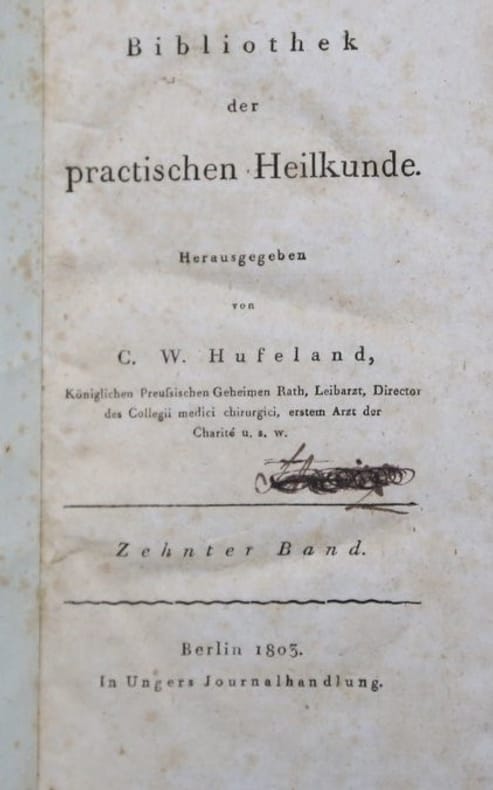 Bibliothek
der
practischen Heilkunde.
Herausgegeben
von
C. W. Hufeland,
Königlichen Preuſsischen Geheimen Rath, Leibarzt, Director
des Collegii medici chirurgici, erstem Arzt der
Charité u. s. w.
Zehnter Band.
Berlin 1803.
In Ungers Journalhandlung.